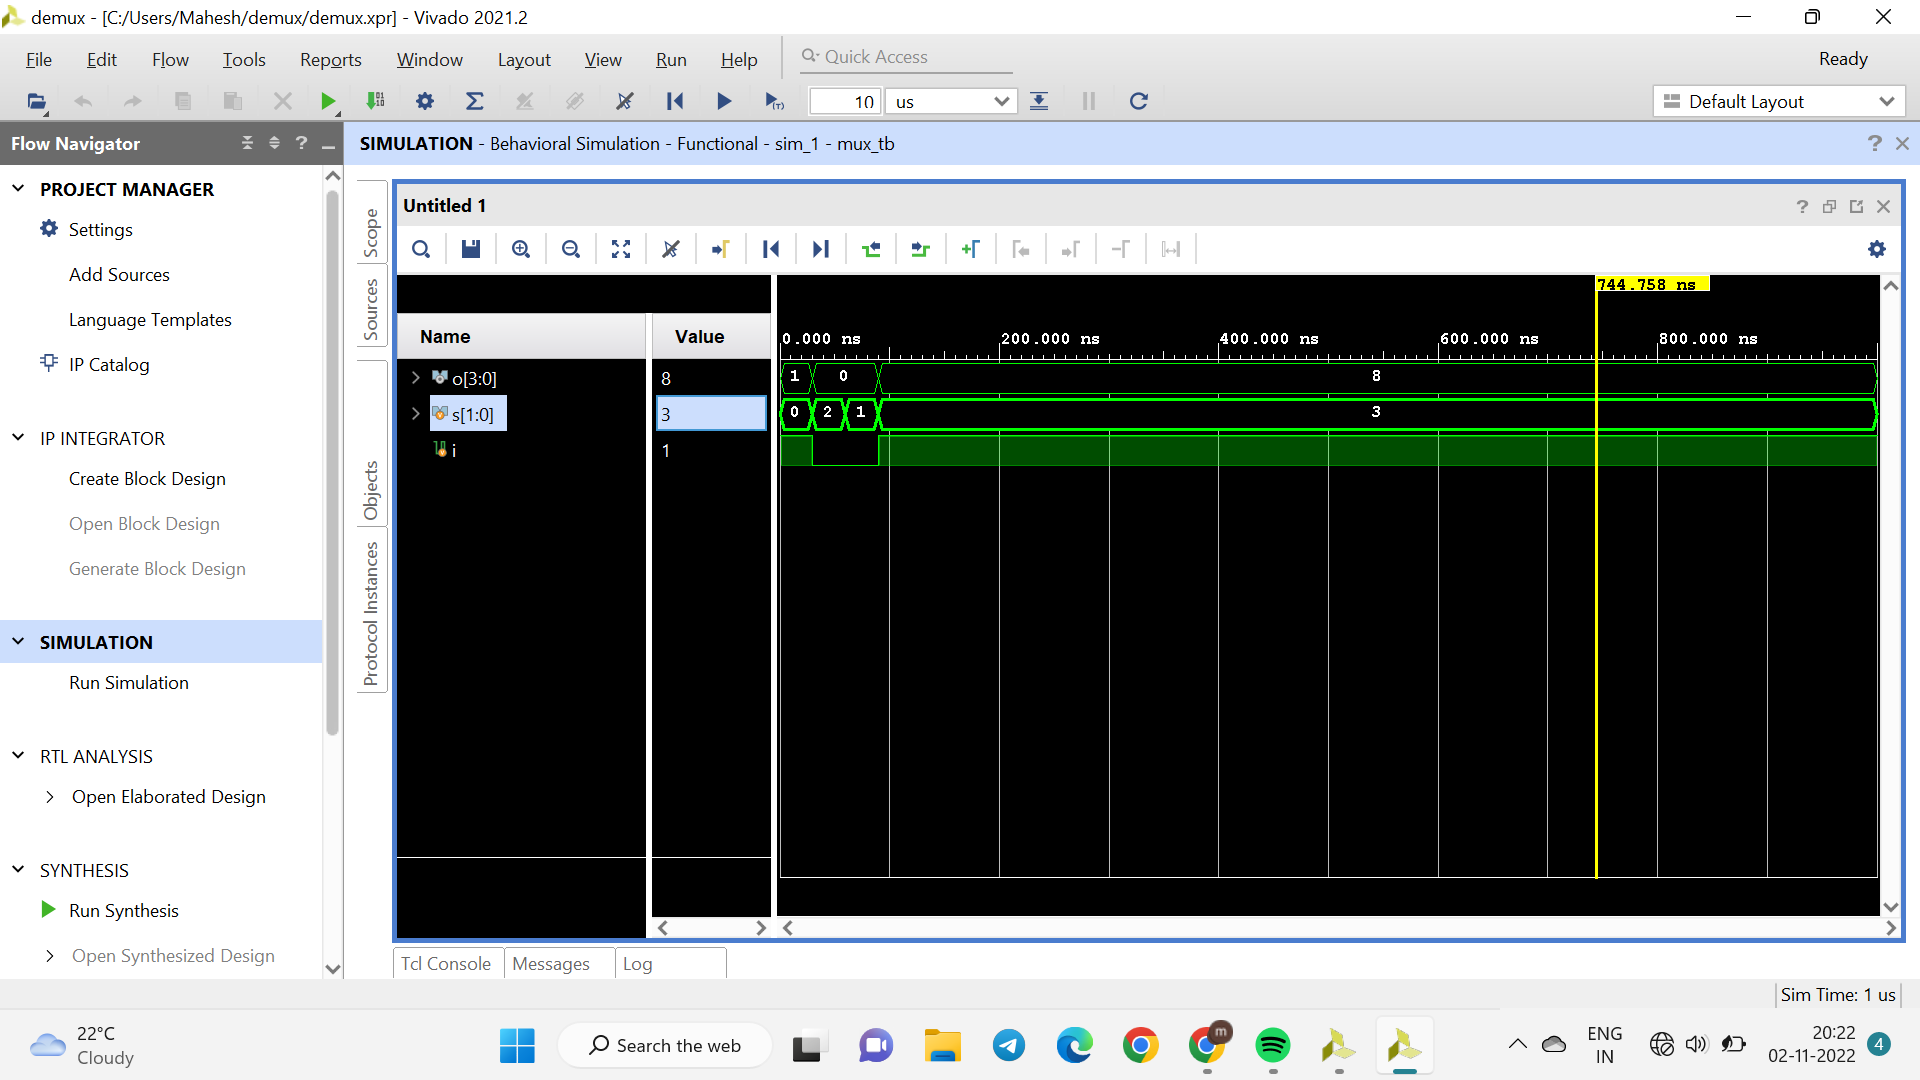 demux - [C:/Users/Mahesh/demux/demux.xpr] - Vivado 2021.2
File Edit Flow Tools Reports Window Layout View Run Help Quick Access Ready
10 us Default Layout
Flow Navigator
SIMULATION - Behavioral Simulation - Functional - sim_1 - mux_tb
PROJECT MANAGER
Settings
Add Sources
Language Templates
IP Catalog
IP INTEGRATOR
Create Block Design
Open Block Design
Generate Block Design
SIMULATION
Run Simulation
RTL ANALYSIS
Open Elaborated Design
SYNTHESIS
Run Synthesis
Open Synthesized Design
Scope
Sources
Objects
Protocol Instances
Untitled 1
744.758 ns
Name Value
0.000 ns 200.000 ns 400.000 ns 600.000 ns 800.000 ns
o[3:0] 8 1 0 8
s[1:0] 3 0 2 1 3
i 1
Tcl Console Messages Log
Sim Time: 1 us
22°C
Cloudy
Search the web
m
ENG
IN
20:22
02-11-2022
4